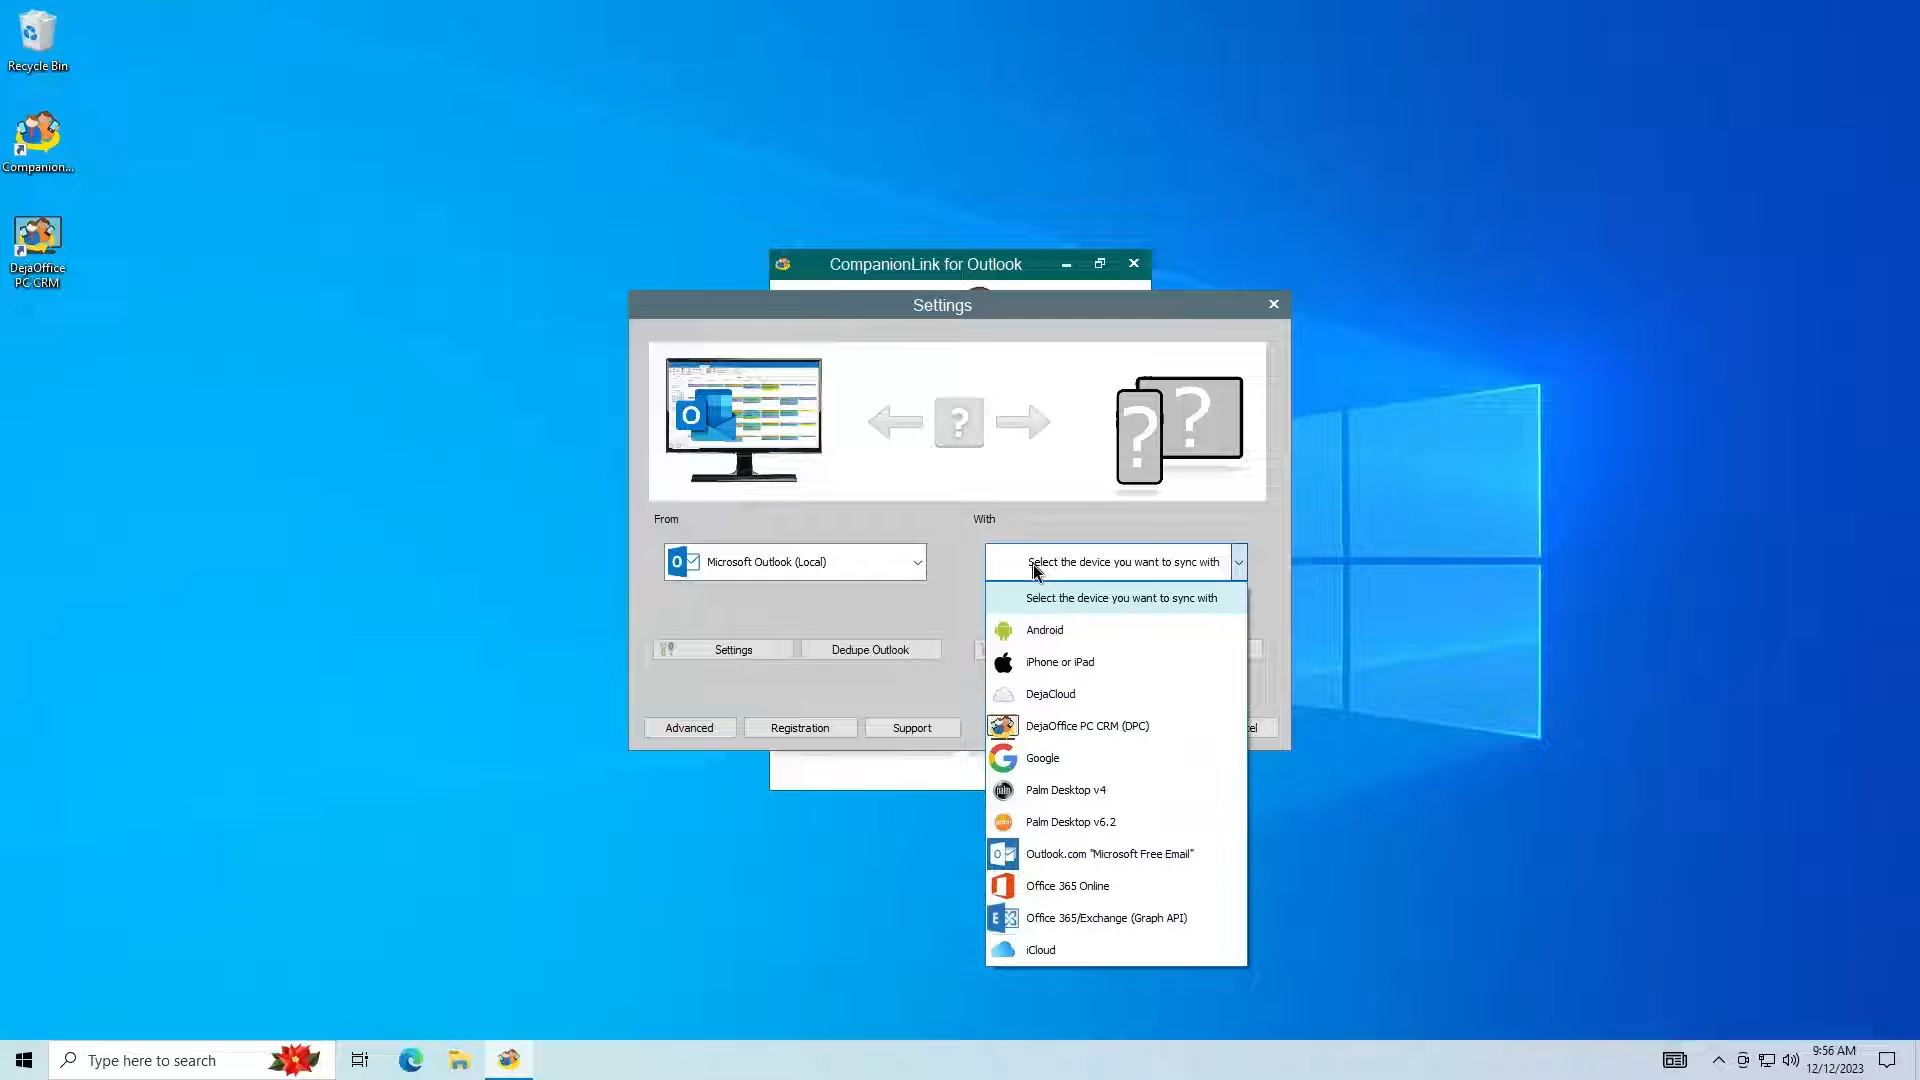 Recycle Bin
Companion...
DejaOffice
PC CRM
CompanionLink for Outlook
Settings
From
With
Microsoft Outlook (Local)
Select the device you want to sync with
Select the device you want to sync with
Android
iPhone or iPad
DejaCloud
DejaOffice PC CRM (DPC)
Google
Palm Desktop v4
Palm Desktop v6.2
Outlook.com "Microsoft Free Email"
Office 365 Online
Office 365/Exchange (Graph API)
iCloud
Settings
Dedupe Outlook
Advanced
Registration
Support
Type here to search
9:56 AM
12/12/2023